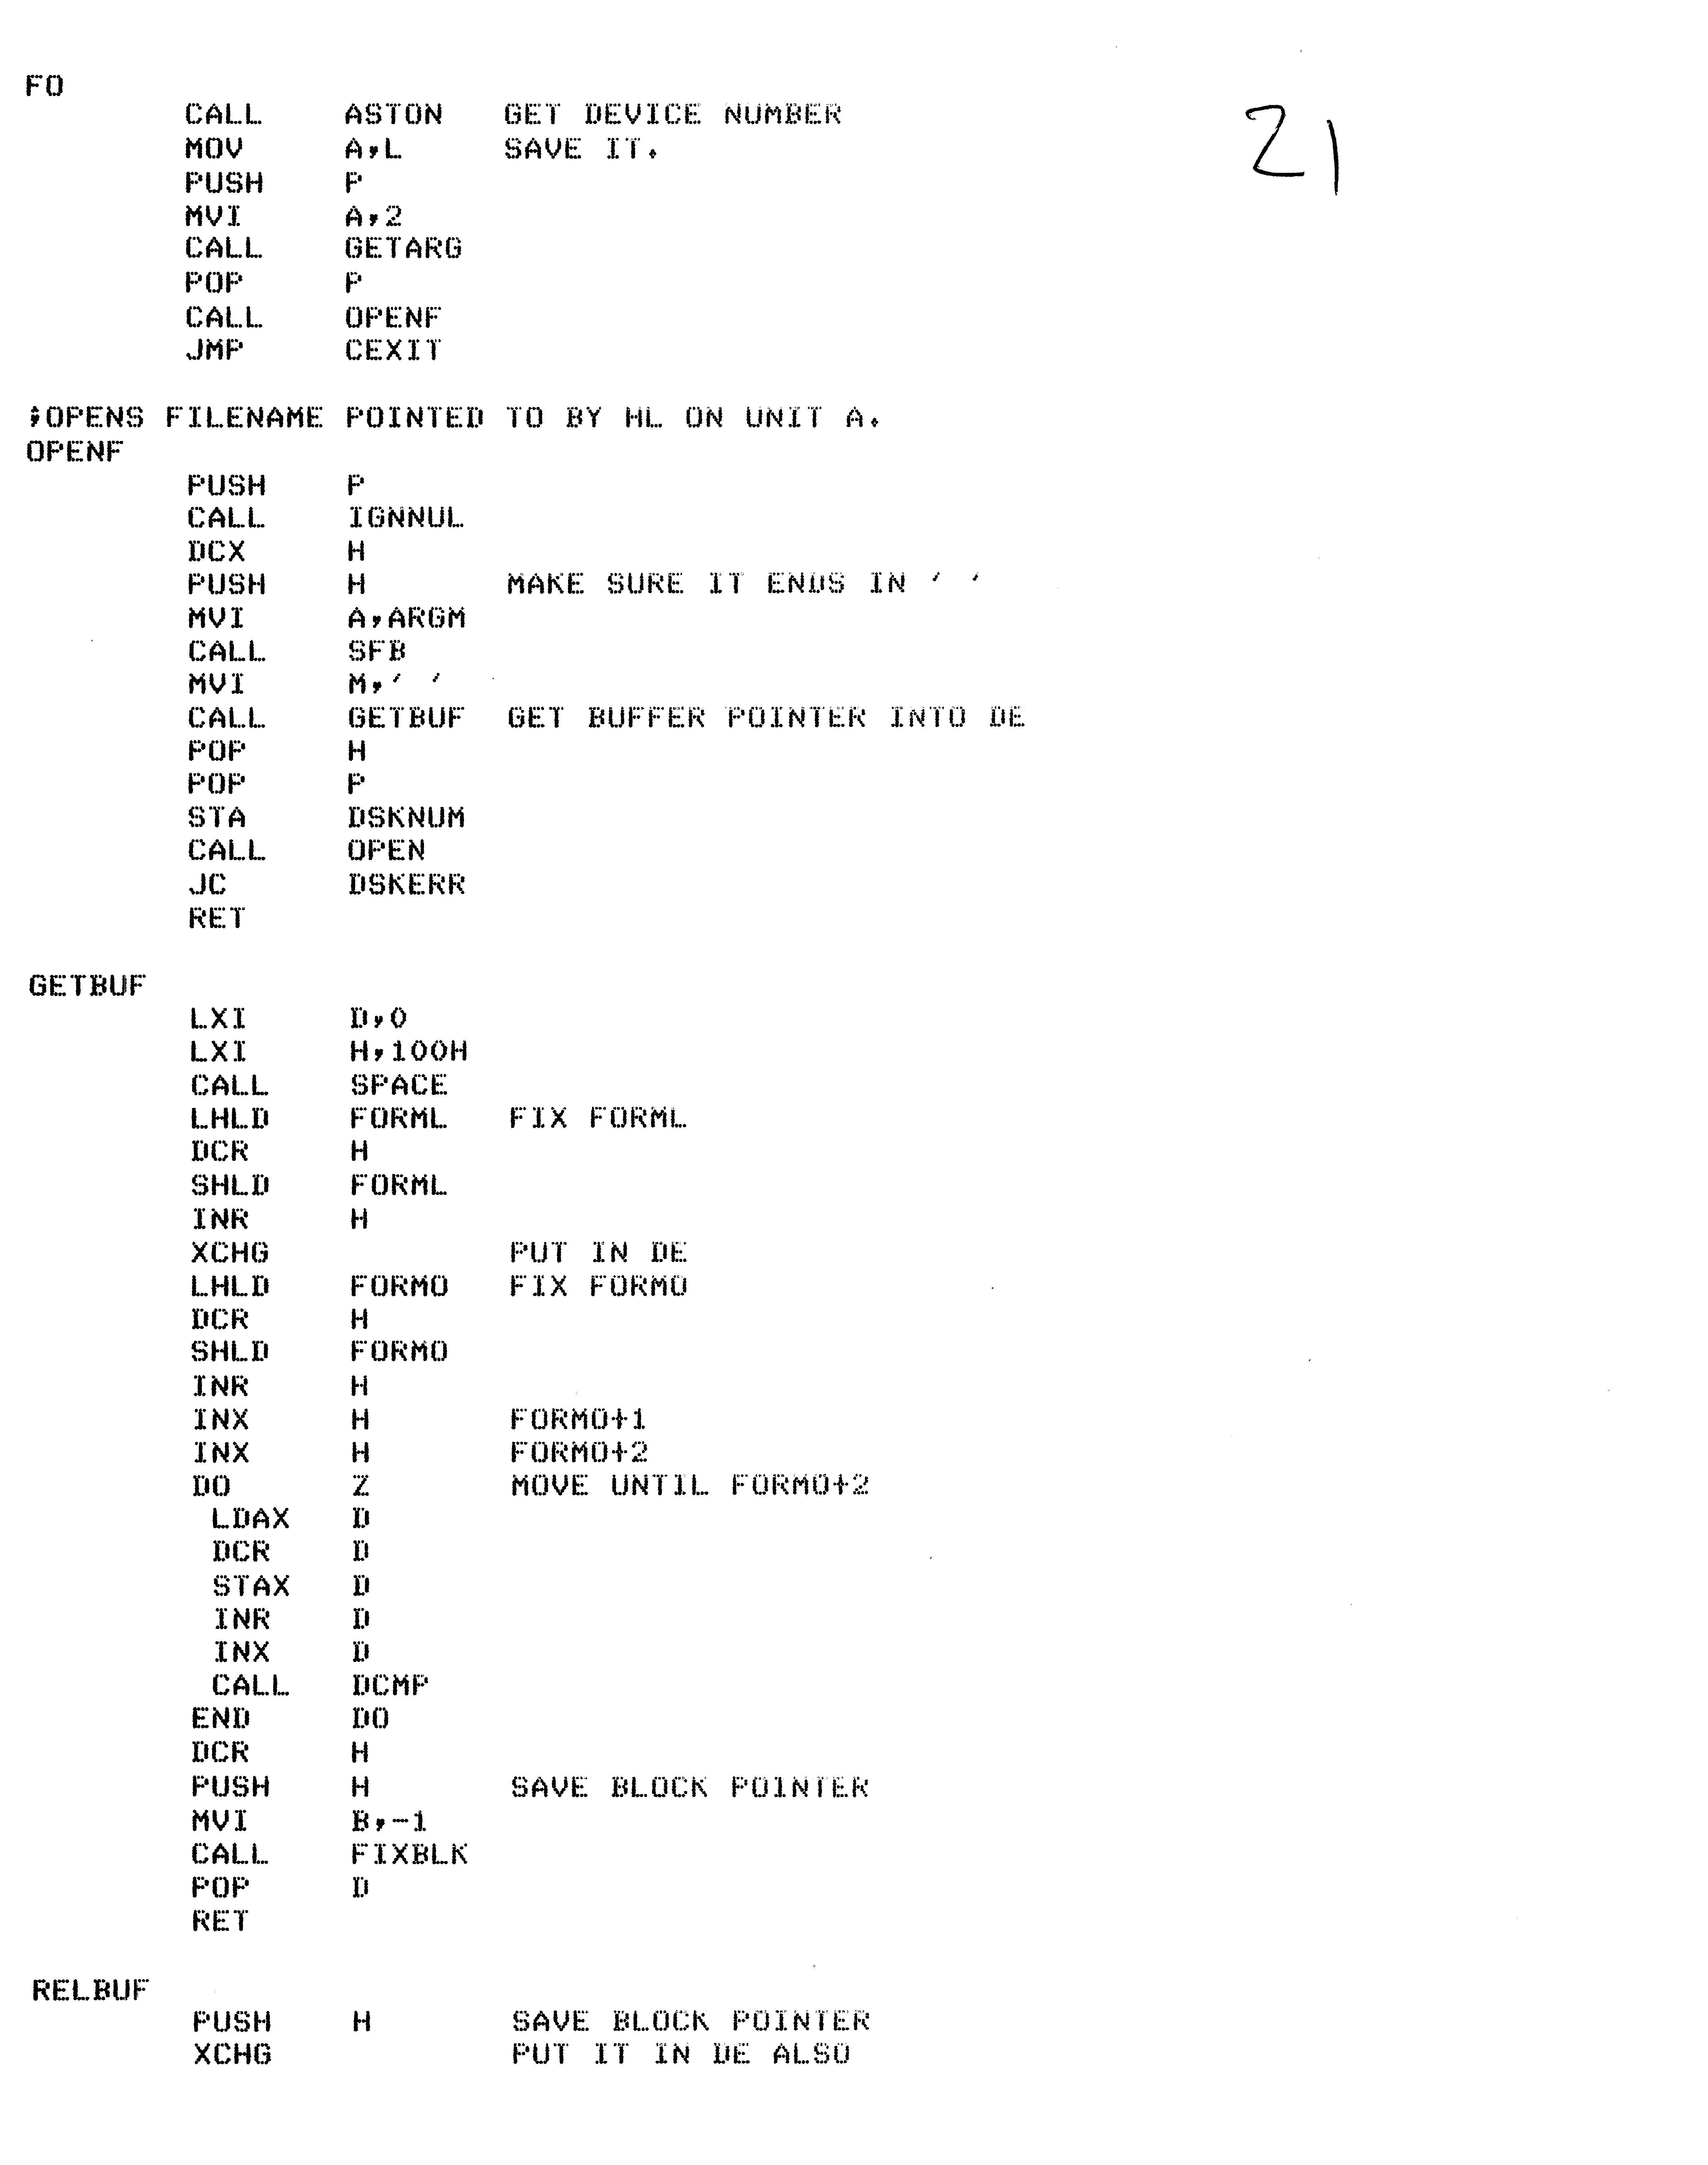 FO
21
CALL ASTON GET DEVICE NUMBER
MOV A,L SAVE IT.
PUSH P
MVI A,2
CALL GETARG
POP P
CALL OPENF
JMP CEXIT
;OPENS FILENAME POINTED TO BY HL ON UNIT A.
OPENF
PUSH P
CALL IGNNUL
DCX H
PUSH H MAKE SURE IT ENDS IN ' '
MVI A,ARGM
CALL SFB
MVI M,' '
CALL GETBUF GET BUFFER POINTER INTO DE
POP H
POP P
STA DSKNUM
CALL OPEN
JC DSKERR
RET
GETBUF
LXI D,0
LXI H,100H
CALL SPACE
LHLD FORML FIX FORML
DCR H
SHLD FORML
INR H
XCHG PUT IN DE
LHLD FORMO FIX FORMO
DCR H
SHLD FORMO
INR H
INX H FORMO+1
INX H FORMO+2
DO Z MOVE UNTIL FORMO+2
LDAX D
DCR D
STAX D
INR D
INX D
CALL DCMP
END DO
DCR H
PUSH H SAVE BLOCK POINTER
MVI B,-1
CALL FIXBLK
POP D
RET
RELBUF
PUSH H SAVE BLOCK POINTER
XCHG PUT IT IN DE ALSO